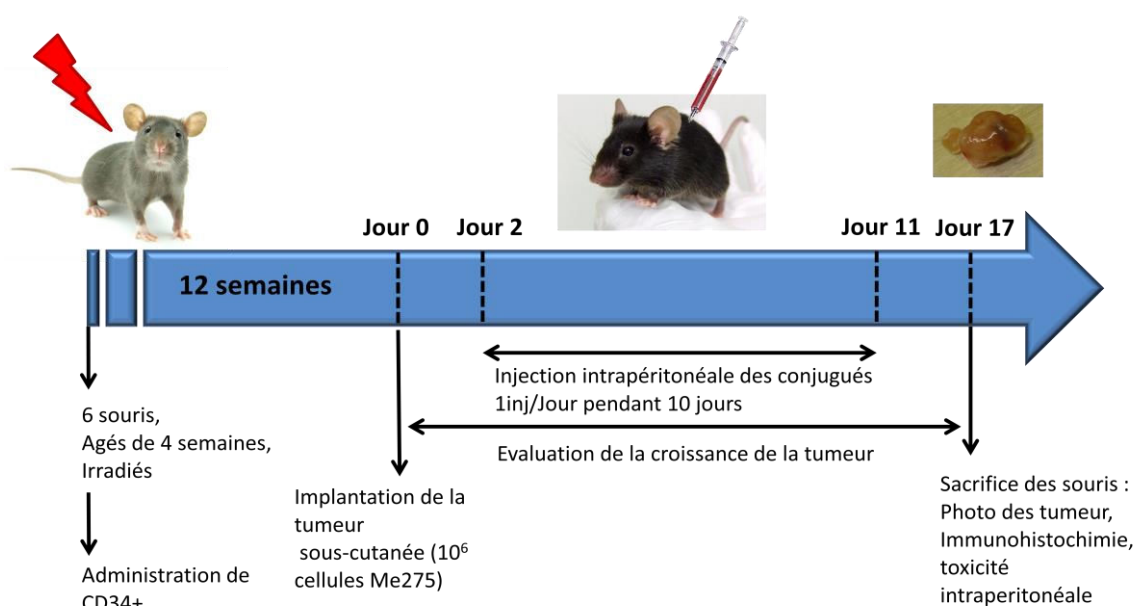 Jour 0
Jour 2
Jour 11
Jour 17
12 semaines
Injection intrapéritonéale des conjugués
1inj/Jour pendant 10 jours
Evaluation de la croissance de la tumeur
6 souris,
Agés de 4 semaines,
Irradiés
Administration de
CD34+
Implantation de la
tumeur
sous-cutanée (10⁶
cellules Me275)
Sacrifice des souris :
Photo des tumeur,
Immunohistochimie,
toxicité
intraperitonéale